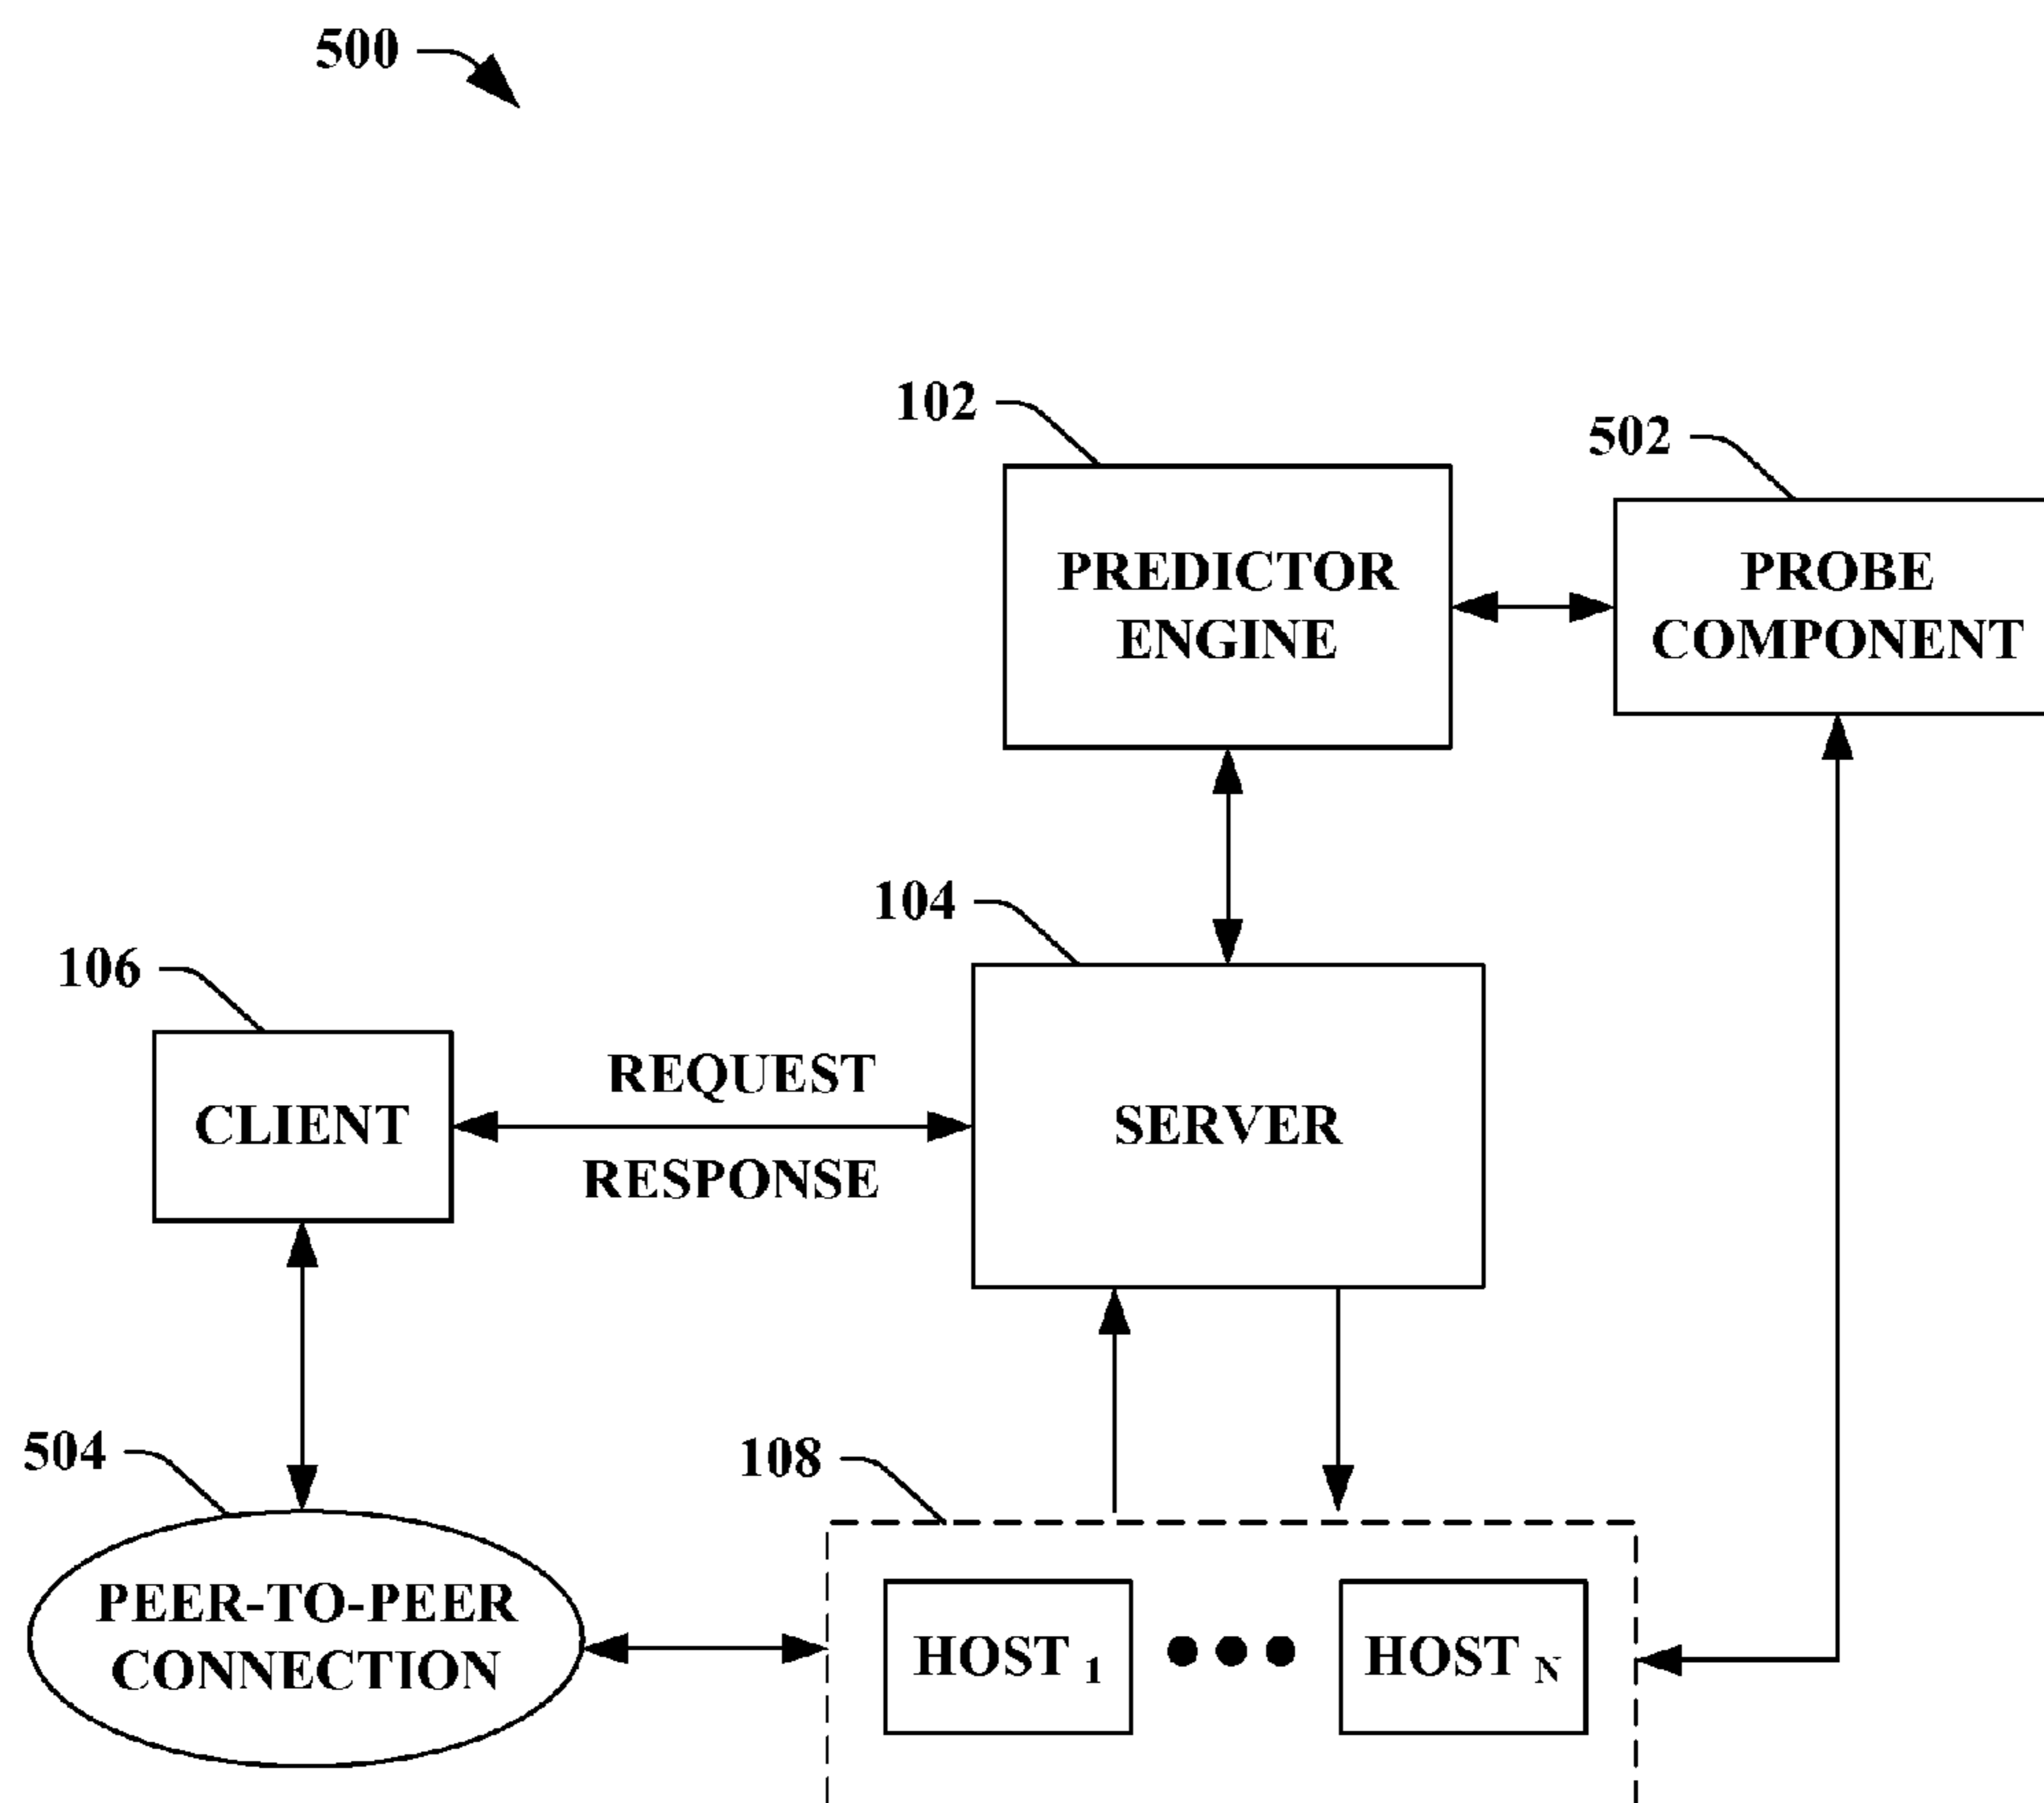 500
102
502
PREDICTOR
ENGINE
PROBE
COMPONENT
104
106
REQUEST
CLIENT
SERVER
RESPONSE
504
108
PEER-TO-PEER
CONNECTION
HOST 1
HOST N